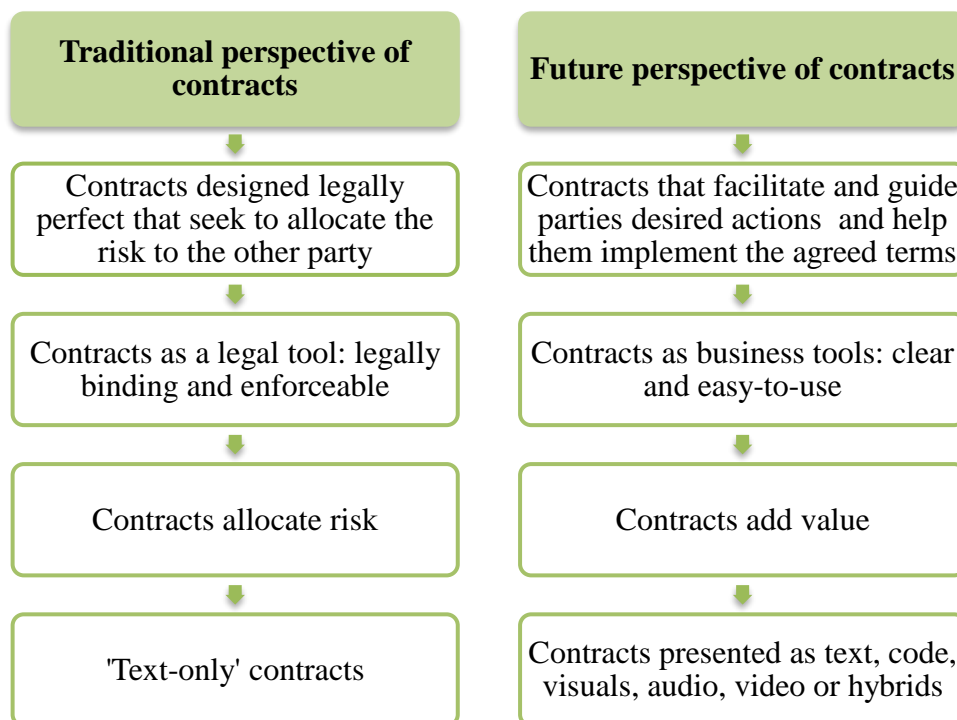 Traditional perspective of
contracts
Contracts designed legally
perfect that seek to allocate the
risk to the other party
Contracts as a legal tool: legally
binding and enforceable
Contracts allocate risk
'Text-only' contracts
Future perspective of contracts
Contracts that facilitate and guide
parties desired actions and help
them implement the agreed terms
Contracts as business tools: clear
and easy-to-use
Contracts add value
Contracts presented as text, code,
visuals, audio, video or hybrids